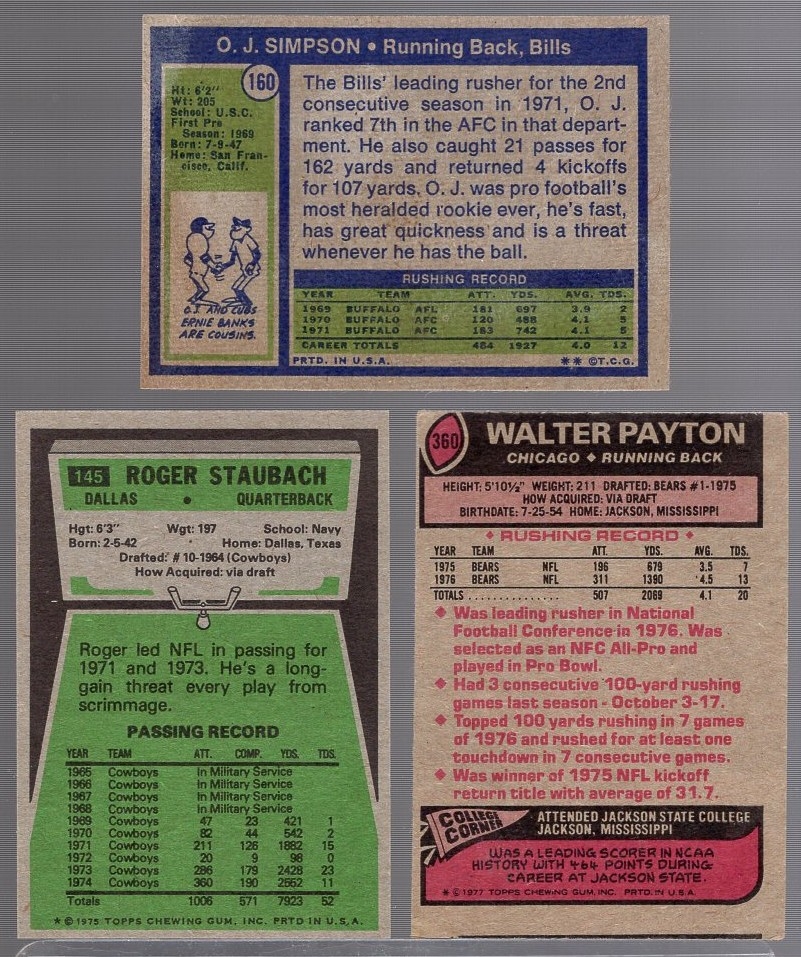 O. J. SIMPSON • Running Back, Bills
160
Ht: 6'2"
Wt: 205
School: U.S.C.
First Pro
Season: 1969
Born: 7-9-47
Home: San Fran-
cisco, Calif.
O.J. AND CUBS
ERNIE BANKS
ARE COUSINS.
The Bills' leading rusher for the 2nd
consecutive season in 1971, O. J.
ranked 7th in the AFC in that depart-
ment. He also caught 21 passes for
162 yards and returned 4 kickoffs
for 107 yards. O. J. was pro football's
most heralded rookie ever, he's fast,
has great quickness and is a threat
whenever he has the ball.
RUSHING RECORD
YEAR TEAM ATT. YDS. AVG. TDS.
1969 BUFFALO AFL 181 697 3.9 2
1970 BUFFALO AFC 120 488 4.1 5
1971 BUFFALO AFC 183 742 4.1 5
CAREER TOTALS 484 1927 4.0 12
PRTD. IN U.S.A. ** ©T.C.G.
145 ROGER STAUBACH
DALLAS • QUARTERBACK
Hgt: 6'3" Wgt: 197 School: Navy
Born: 2-5-42 Home: Dallas, Texas
Drafted: #10-1964 (Cowboys)
How Acquired: via draft
Roger led NFL in passing for
1971 and 1973. He's a long-
gain threat every play from
scrimmage.
PASSING RECORD
YEAR TEAM ATT. COMP. YDS. TDS.
1965 Cowboys In Military Service
1966 Cowboys In Military Service
1967 Cowboys In Military Service
1968 Cowboys In Military Service
1969 Cowboys 47 23 421 1
1970 Cowboys 82 44 542 2
1971 Cowboys 211 126 1882 15
1972 Cowboys 20 9 98 0
1973 Cowboys 286 179 2428 23
1974 Cowboys 360 190 2552 11
Totals 1006 571 7923 52
* © 1975 TOPPS CHEWING GUM, INC. PRTD IN U.S.A.
360 WALTER PAYTON
CHICAGO ♦ RUNNING BACK
HEIGHT: 5'10½" WEIGHT: 211 DRAFTED: BEARS #1-1975
HOW ACQUIRED: VIA DRAFT
BIRTHDATE: 7-25-54 HOME: JACKSON, MISSISSIPPI
♦ RUSHING RECORD ♦
YEAR TEAM ATT. YDS. AVG. TDS.
1975 BEARS NFL 196 679 3.5 7
1976 BEARS NFL 311 1390 4.5 13
TOTALS . . . . . . . . . . . . . . . 507 2069 4.1 20
♦ Was leading rusher in National
Football Conference in 1976. Was
selected as an NFC All-Pro and
played in Pro Bowl.
♦ Had 3 consecutive 100-yard rushing
games last season - October 3-17.
♦ Topped 100 yards rushing in 7 games
of 1976 and rushed for at least one
touchdown in 7 consecutive games.
♦ Was winner of 1975 NFL kickoff
return title with average of 31.7.
COLLEGE
CORNER
ATTENDED JACKSON STATE COLLEGE
JACKSON, MISSISSIPPI
WAS A LEADING SCORER IN NCAA
HISTORY WITH 464 POINTS DURING
CAREER AT JACKSON STATE.
* © 1977 TOPPS CHEWING GUM, INC. PRTD. IN U.S.A.